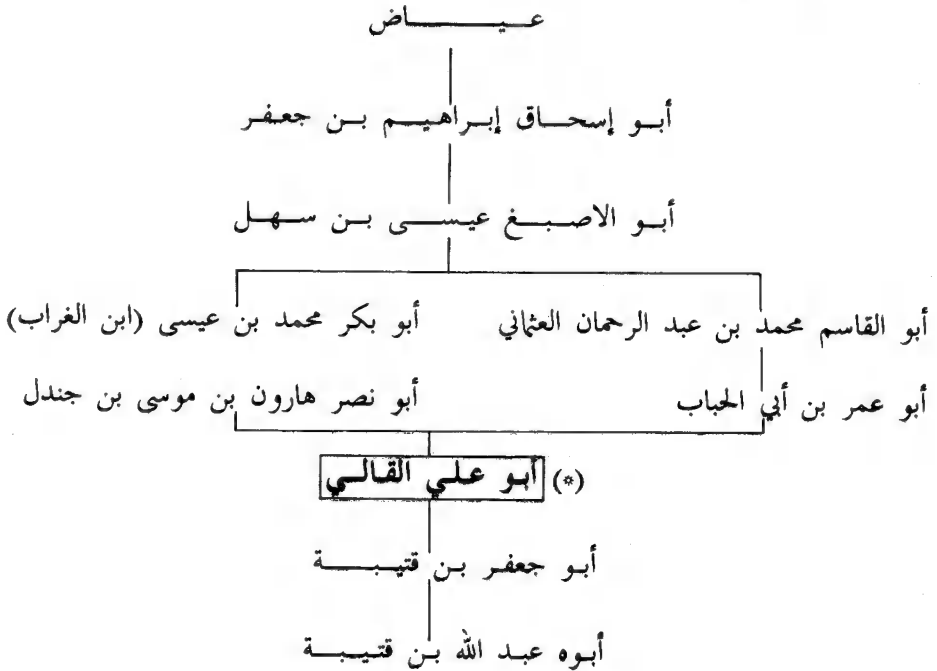 عياض
أبو إسحاق إبراهيم بن جعفر
أبو الاصبغ عيسى بن سهل
أبو القاسم محمد بن عبد الرحمان العثاني أبو بكر محمد بن عيسى (ابن الغراب)
أبو عمر بن أبي الحباب أبو نصر هارون بن موسى بن جندل
(*) أبو علي القالي
أبو جعفر بن قتيبة
أبوه عبد الله بن قتيبة